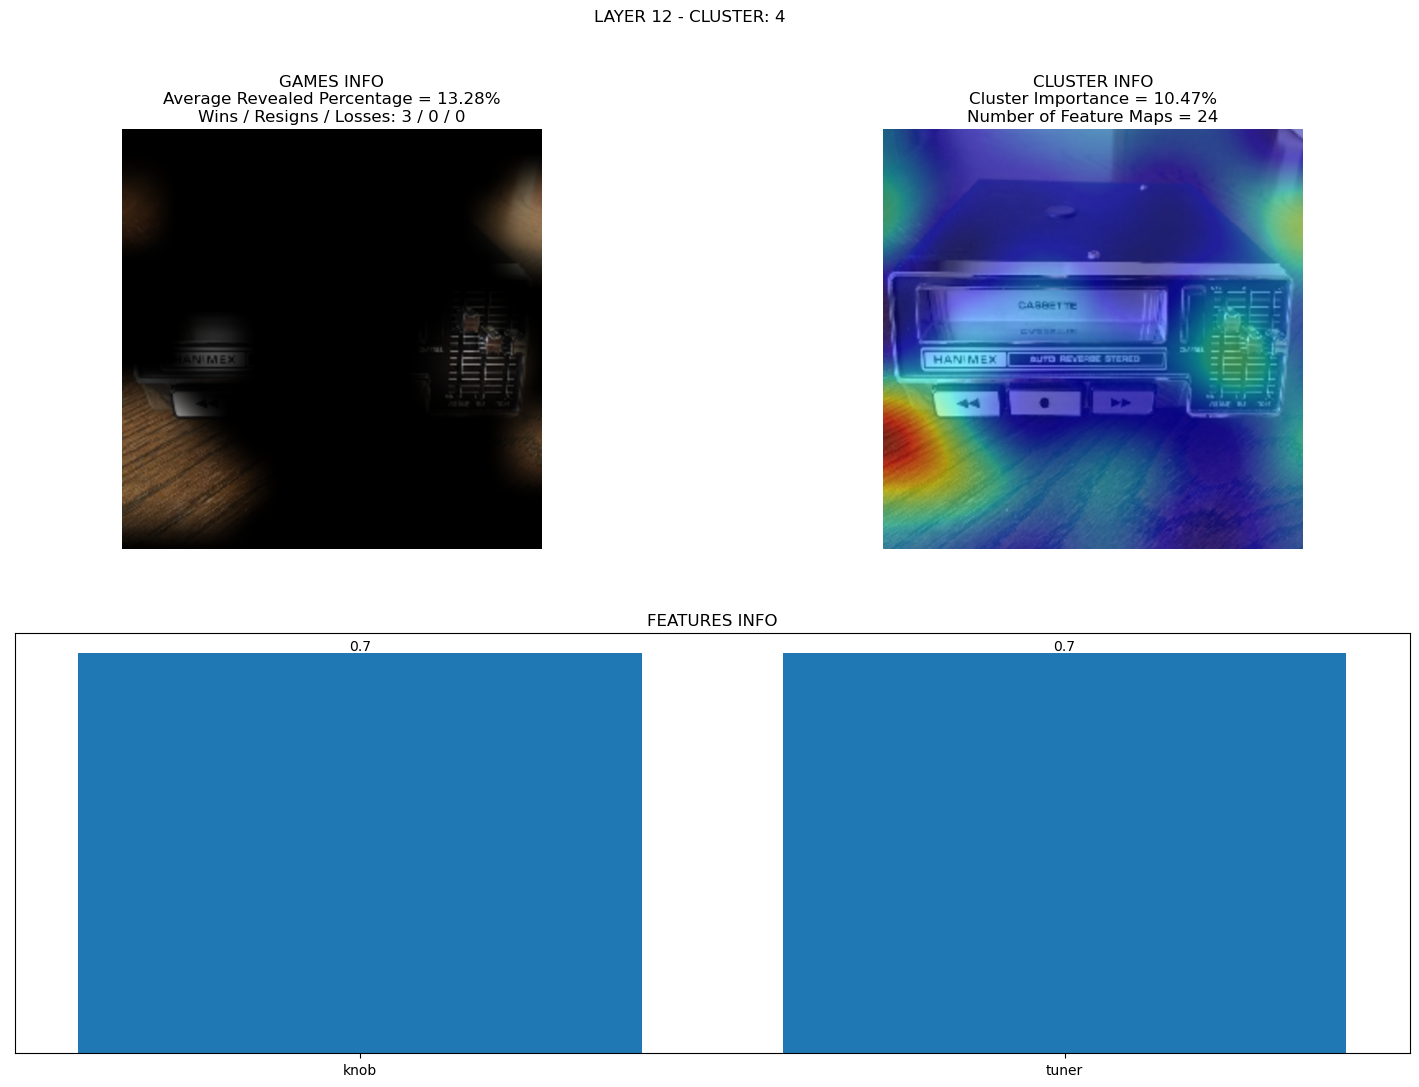 LAYER 12 - CLUSTER: 4
GAMES INFO
Average Revealed Percentage = 13.28%
Wins / Resigns / Losses: 3 / 0 / 0
HANIMEX
CLUSTER INFO
Cluster Importance = 10.47%
Number of Feature Maps = 24
CASSETTE
HANIMEX
AUTO REVERSE STEREO
FEATURES INFO
0.7
0.7
knob
tuner